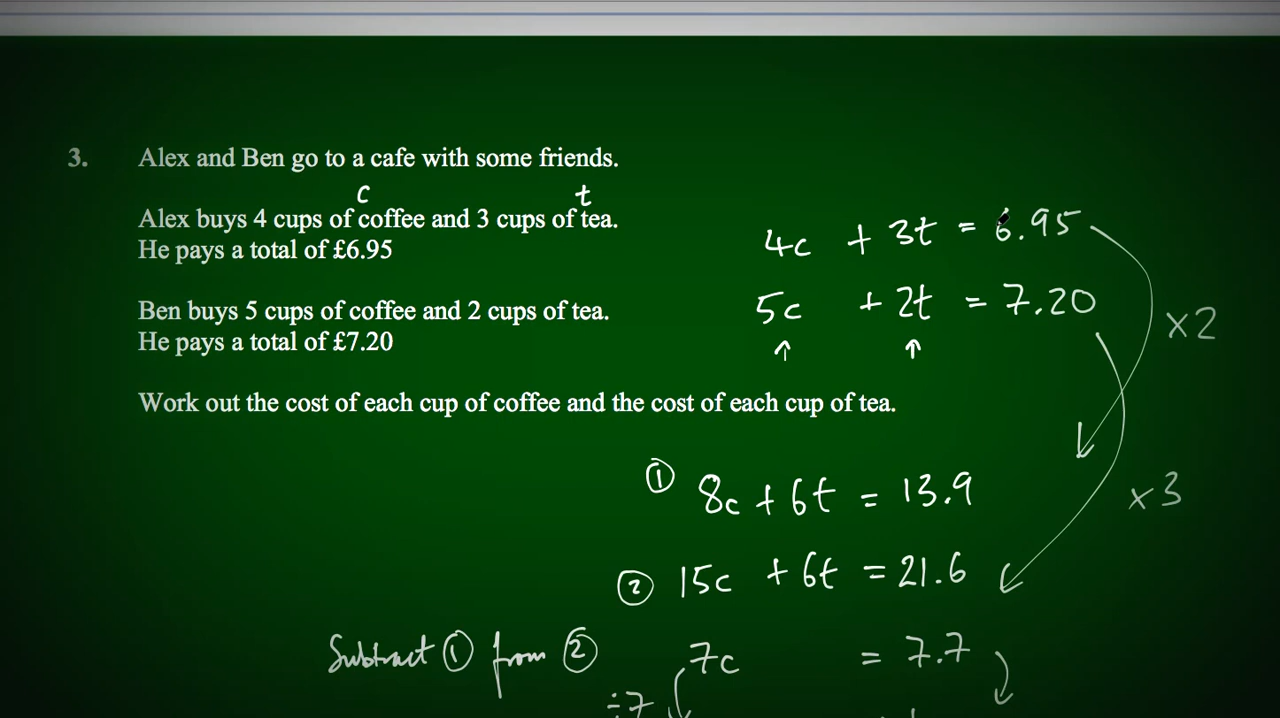 3. Alex and Ben go to a cafe with some friends.
c t
Alex buys 4 cups of coffee and 3 cups of tea.
He pays a total of £6.95
Ben buys 5 cups of coffee and 2 cups of tea.
He pays a total of £7.20
Work out the cost of each cup of coffee and the cost of each cup of tea.
4c + 3t = 6.95
5c + 2t = 7.20
×2
① 8c + 6t = 13.9
×3
② 15c + 6t = 21.6
Subtract ① from ② 7c = 7.7
÷7